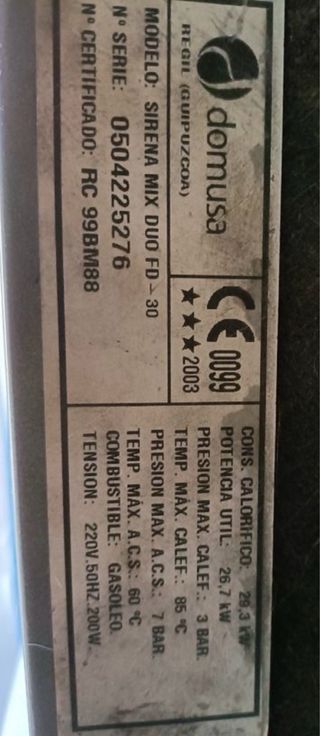 domusa
REGIL (GUIPUZCOA)
CE 0099
★★★2003
MODELO: SIRENA MIX DUO FD - 30
Nº SERIE: 0504225276
Nº CERTIFICADO: RC 99BM88
CONS. CALORIFICO: 29,3 kW
POTENCIA UTIL: 26,7 kW
PRESION MAX. CALEF.: 3 BAR.
TEMP. MÁX. CALEF.: 85 ºC
PRESION MAX. A.C.S.: 7 BAR.
TEMP. MÁX. A.C.S.: 60 ºC
COMBUSTIBLE: GASOLEO.
TENSION: 220V.50HZ.200W.